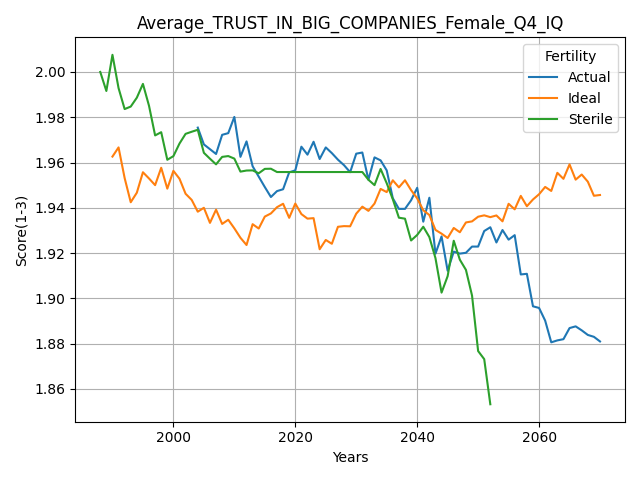 Average_TRUST_IN_BIG_COMPANIES_Female_Q4_IQ
Fertility
Actual
Ideal
Sterile
Score(1-3)
2.00
1.98
1.96
1.94
1.92
1.90
1.88
1.86
2000
2020
2040
2060
Years